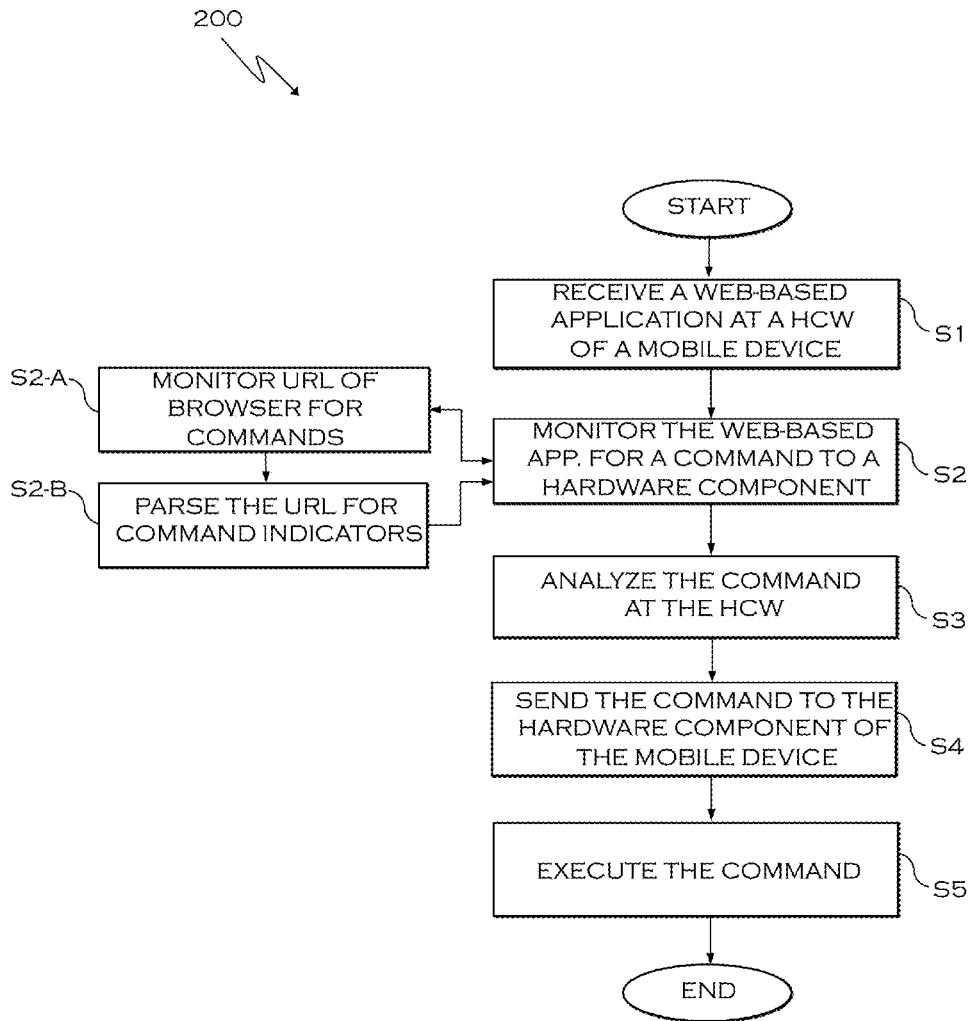 200
START
RECEIVE A WEB-BASED
APPLICATION AT A HCW
OF A MOBILE DEVICE
S1
S2-A
MONITOR URL OF
BROWSER FOR
COMMANDS
MONITOR THE WEB-BASED
APP. FOR A COMMAND TO A
HARDWARE COMPONENT
S2
S2-B
PARSE THE URL FOR
COMMAND INDICATORS
ANALYZE THE COMMAND
AT THE HCW
S3
SEND THE COMMAND TO THE
HARDWARE COMPONENT OF
THE MOBILE DEVICE
S4
EXECUTE THE COMMAND
S5
END